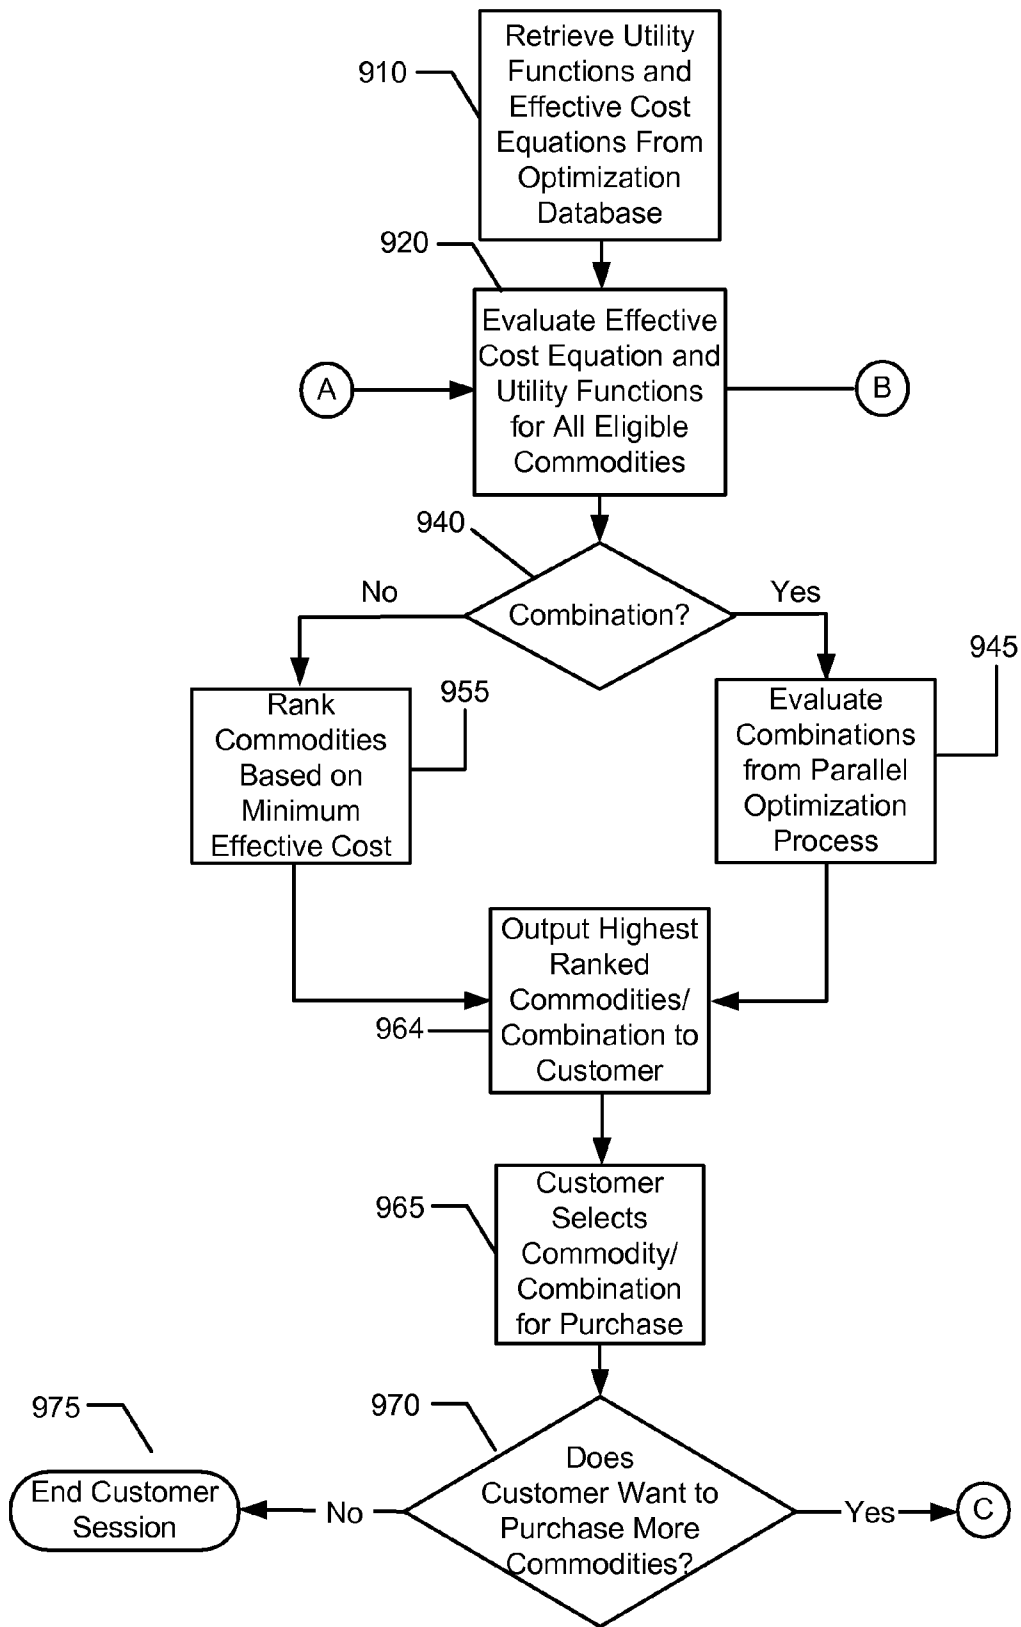 Retrieve Utility
Functions and
Effective Cost
Equations From
Optimization
Database
910
920
Evaluate Effective
Cost Equation and
Utility Functions
for All Eligible
Commodities
A
B
940
No
Combination?
Yes
945
955
Rank
Commodities
Based on
Minimum
Effective Cost
Evaluate
Combinations
from Parallel
Optimization
Process
Output Highest
Ranked
Commodities/
Combination to
Customer
964
965
Customer
Selects
Commodity/
Combination
for Purchase
975
970
Does
Customer Want to
Purchase More
Commodities?
End Customer
Session
No
Yes
C